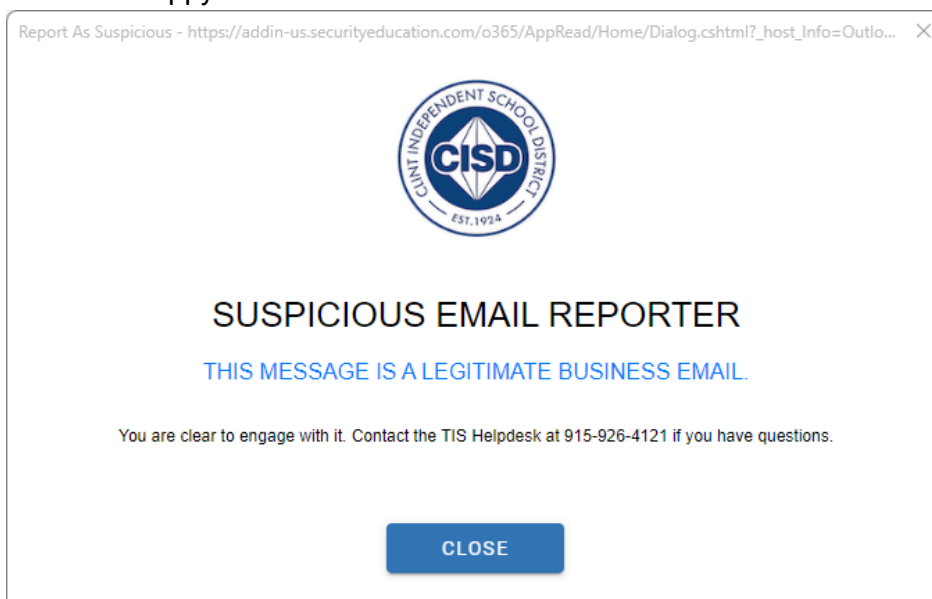 Report As Suspicious - https://addin-us.securityeducation.com/o365/AppRead/Home/Dialog.cshtml?_host_Info=Outlo...
CLINT INDEPENDENT SCHOOL DISTRICT
CISD
EST.1924
SUSPICIOUS EMAIL REPORTER
THIS MESSAGE IS A LEGITIMATE BUSINESS EMAIL.
You are clear to engage with it. Contact the TIS Helpdesk at 915-926-4121 if you have questions.
CLOSE